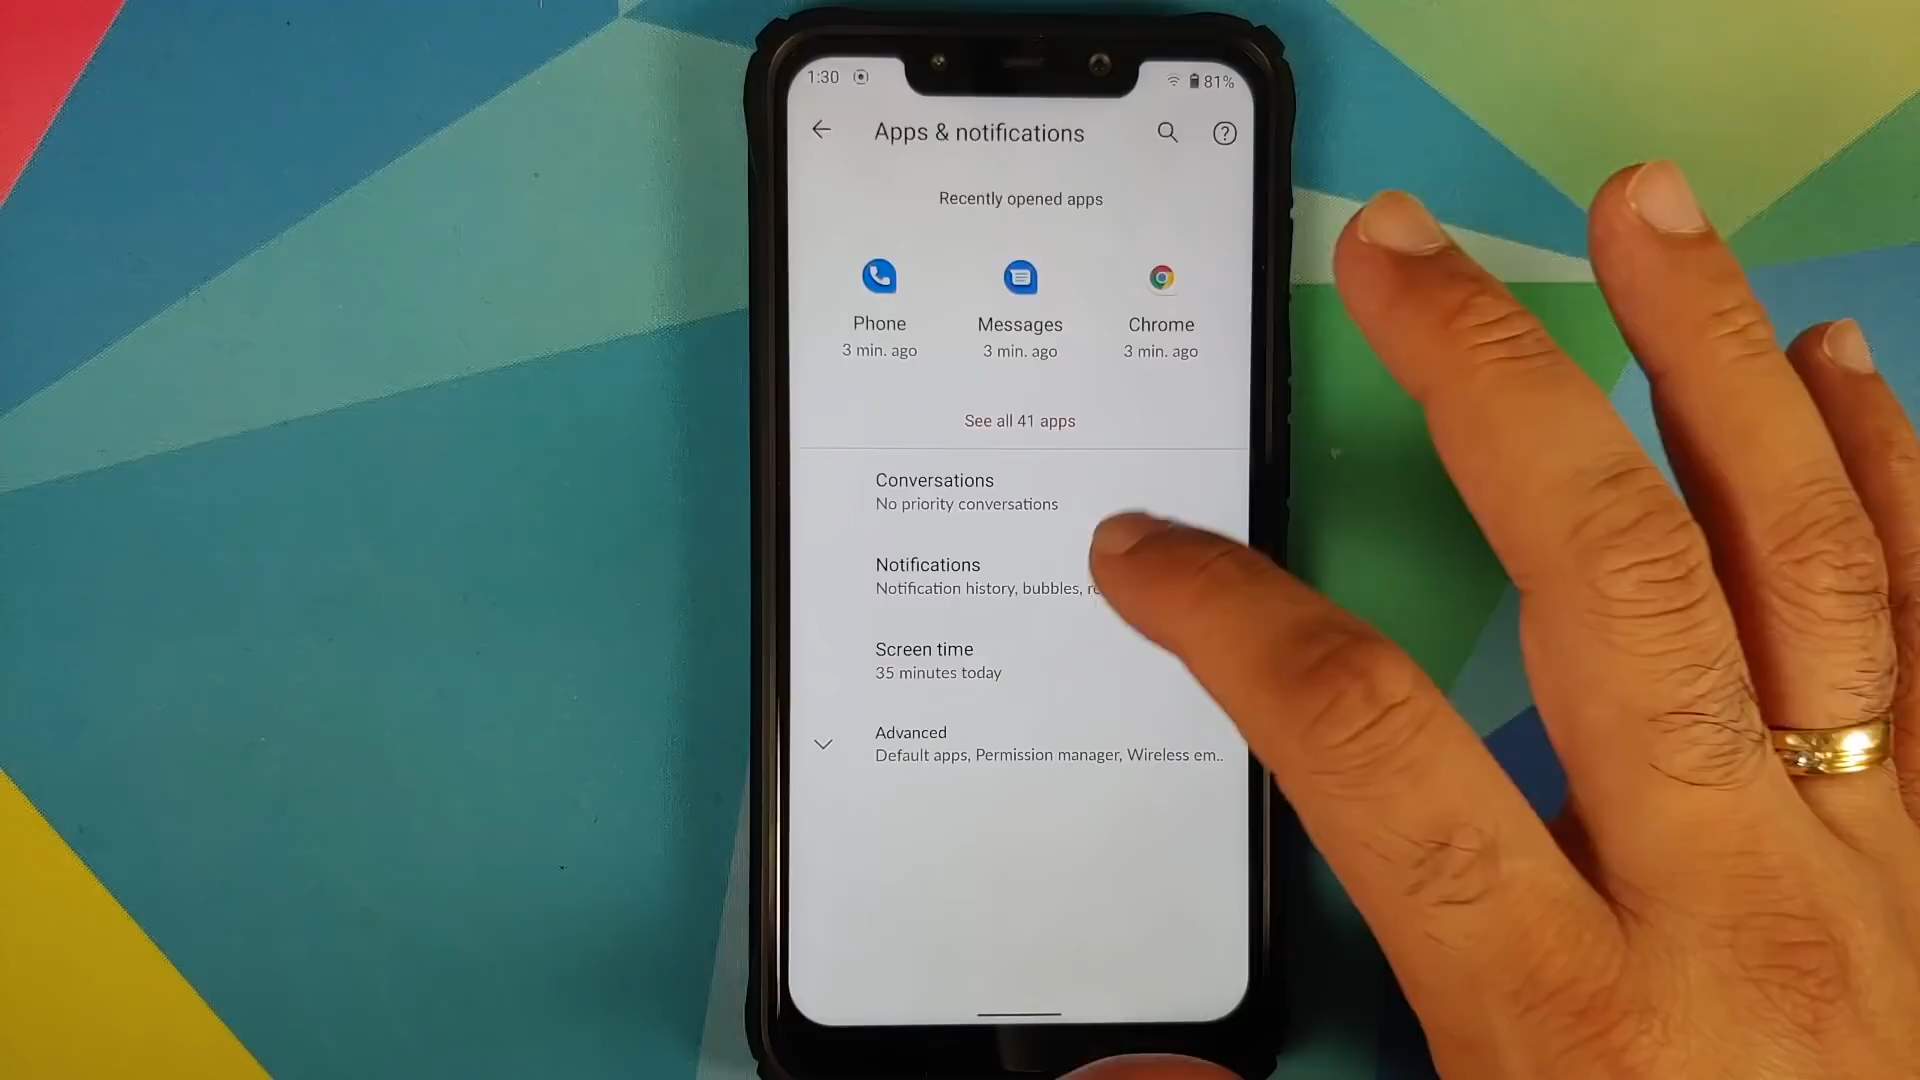 1:30
81%
Apps & notifications
Recently opened apps
Phone
Messages
Chrome
3 min. ago
3 min. ago
3 min. ago
See all 41 apps
Conversations
No priority conversations
Notifications
Notification history, bubbles,
Screen time
35 minutes today
Advanced
Default apps, Permission manager, Wireless em..